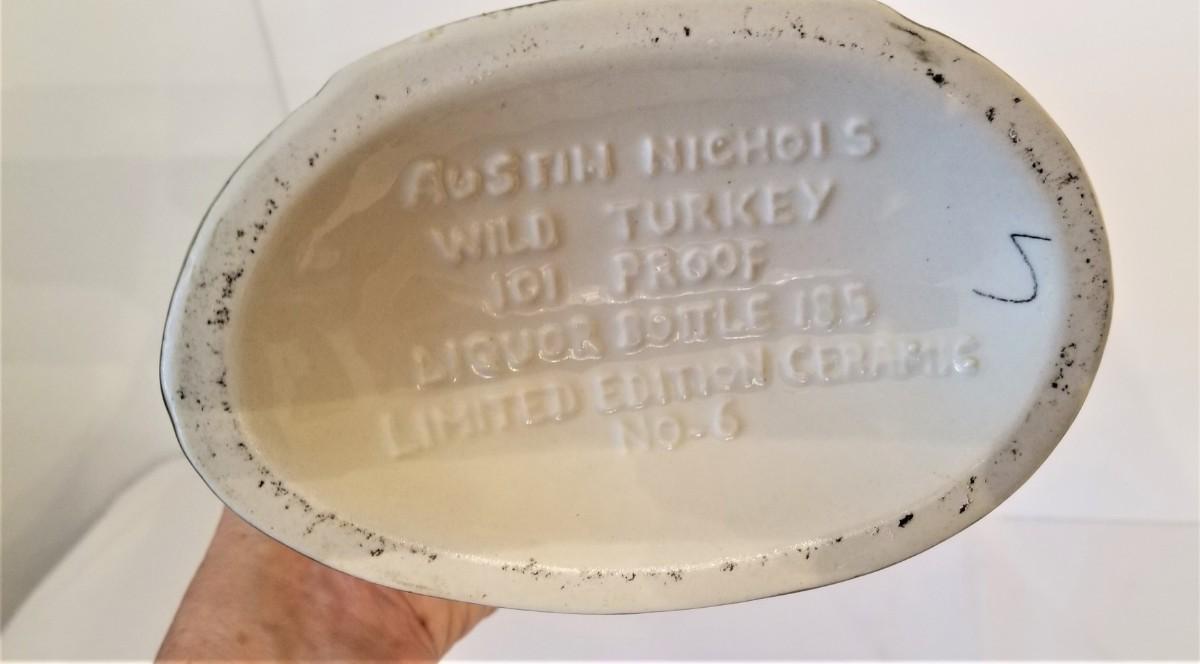 AUSTIN NICHOLS
WILD TURKEY
101 PROOF
LIQUOR BOTTLE 185
LIMITED EDITION CERAMIC
NO-6